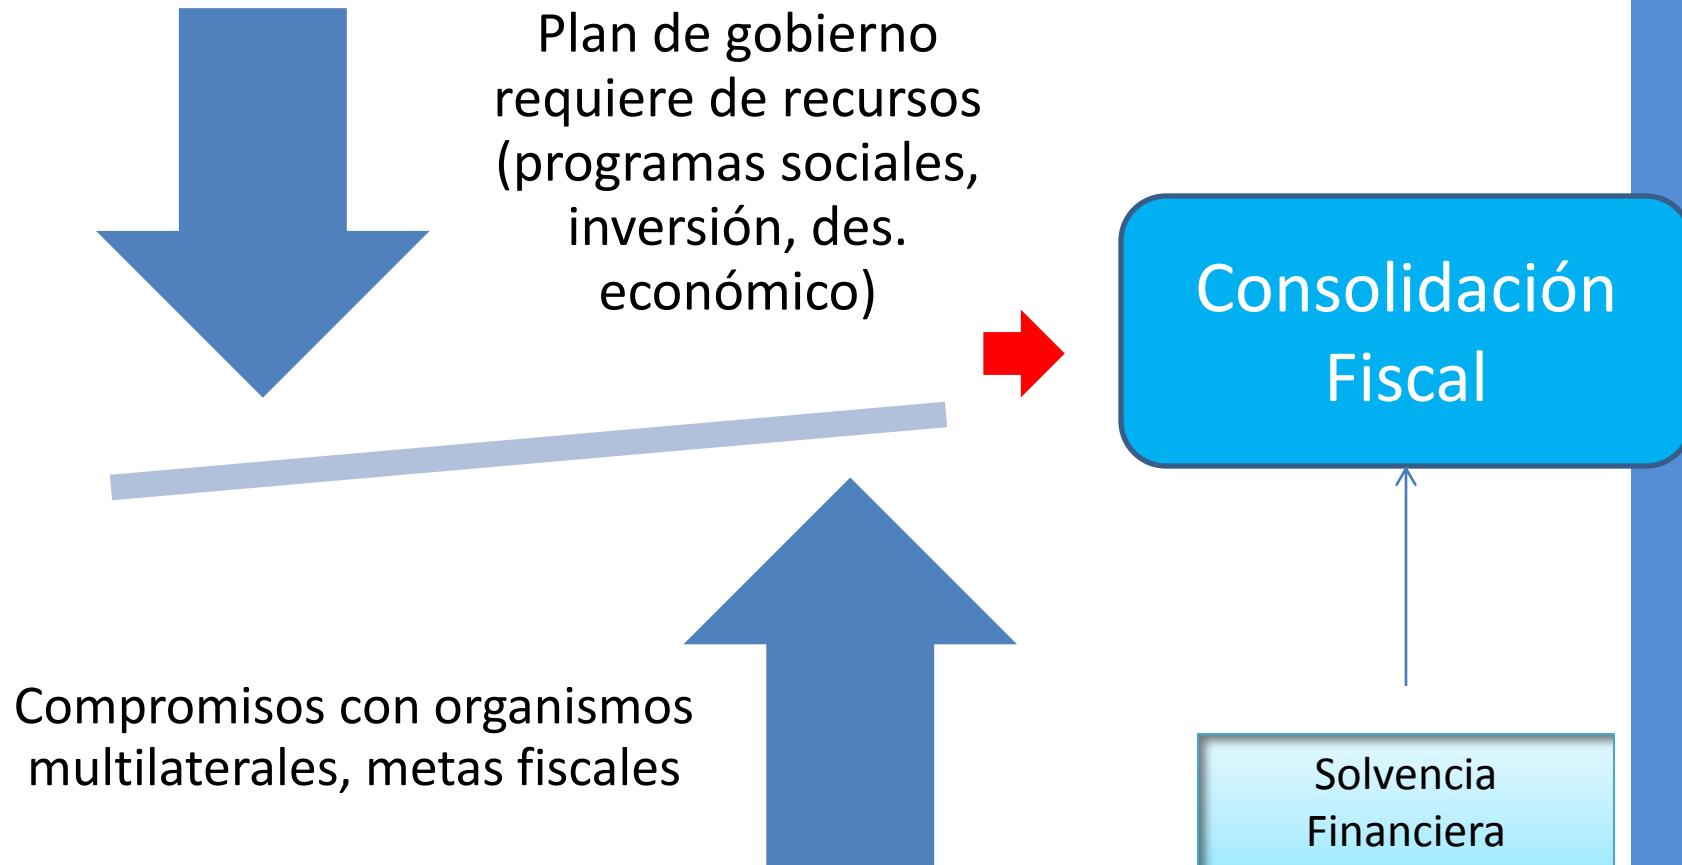 Plan de gobierno
requiere de recursos
(programas sociales,
inversión, des.
económico)
Consolidación
Fiscal
Compromisos con organismos
multilaterales, metas fiscales
Solvencia
Financiera